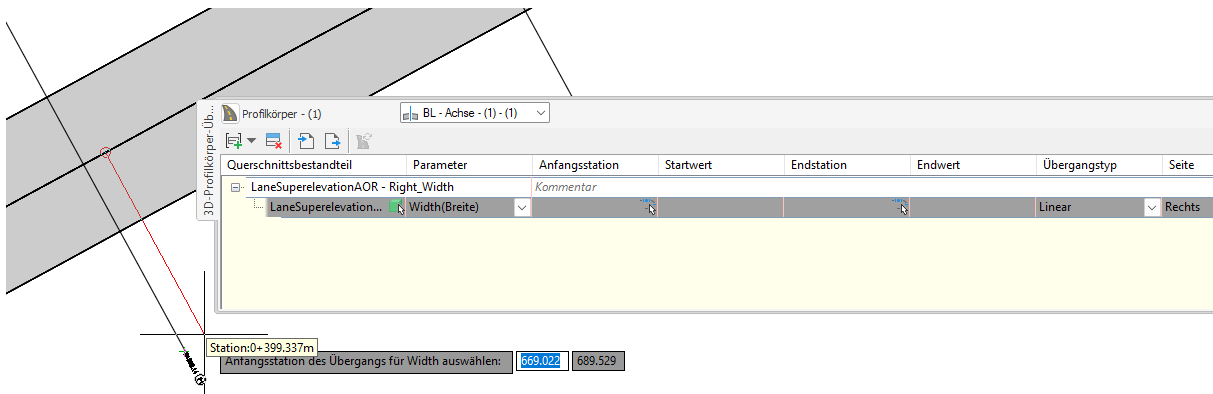 3D-Profilkörper-Üb...
Profilkörper - (1)
BL - Achse - (1) - (1)
Querschnittsbestandteil Parameter Anfangsstation Startwert Endstation Endwert Übergangstyp Seite
LaneSuperelevationAOR - Right_Width Kommentar
LaneSuperelevation... Width(Breite) Linear Rechts
Station:0+399.337m
Anfangsstation des Übergangs für Width auswählen: 669.022 689.529